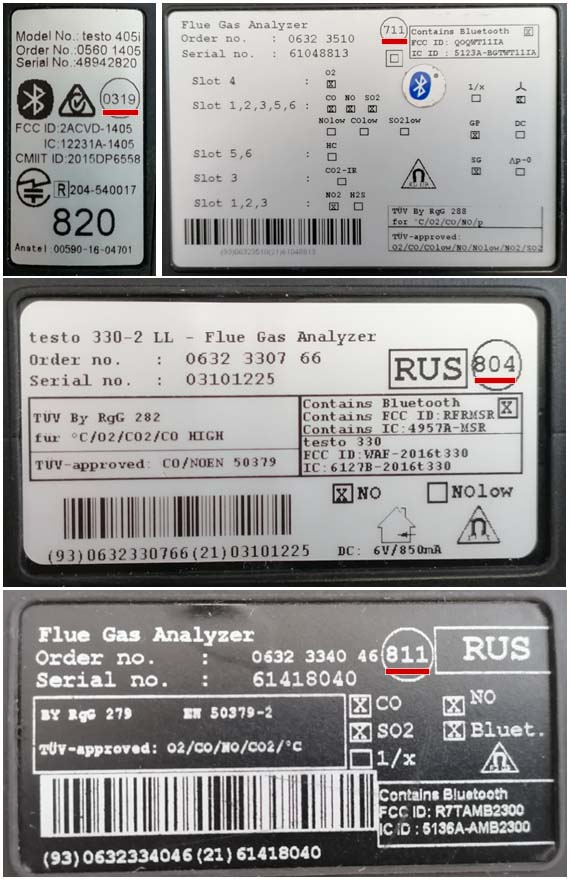 Model No.: testo 405i
Order No.:0560 1405
Serial No.:48942820
0319
FCC ID:2ACVD-1405
IC:12231A-1405
CMIIT ID:2015DP6558
R 204-540017
820
Anatel:00590-16-04701
Flue Gas Analyzer
Order no. : 0632 3510
Serial no. : 61048813
711
Contains Bluetooth X
FCC ID: QOQWT11IA
IC ID : 5123A-BGTWT11IA
Slot 4 O2 X
Slot 1,2,3,5,6 : CO X NO X SO2 X
NOlow COlow SO2low
Slot 5,6 : HC
Slot 3 : CO2-IR
Slot 1,2,3 : NO2 X H2S
1/x
GP X DC
SG X Δp-0
(93)06323510(21)61048813
TÜV By RgG 288
for °C/O2/CO/NO/p
TÜV-approved:
O2/CO/COlow/NO/NOlow/NO2/SO2
testo 330-2 LL - Flue Gas Analyzer
Order no. : 0632 3307 66
Serial no. : 03101225
RUS 804
TÜV By RgG 282
fur °C/O2/CO2/CO HIGH
TÜV-approved: CO/NOEN 50379
Contains Bluetooth X
Contains FCC ID:RFRMSR
Contains IC:4957A-MSR
testo 330
FCC ID:WAF-2016t330
IC:6127B-2016t330
X NO NOlow
(93)0632330766(21)03101225
DC: 6V/850mA
Flue Gas Analyzer
Order no. : 0632 3340 46
Serial no. : 61418040
811 RUS
BY RgG 279 EN 50379-2
TÜV-approved: O2/CO/NO/CO2/°C
X CO X NO
X SO2 X Bluet.
1/x
(93)0632334046(21)61418040
Contains Bluetooth
FCC ID: R7TAMB2300
IC ID : 5136A-AMB2300